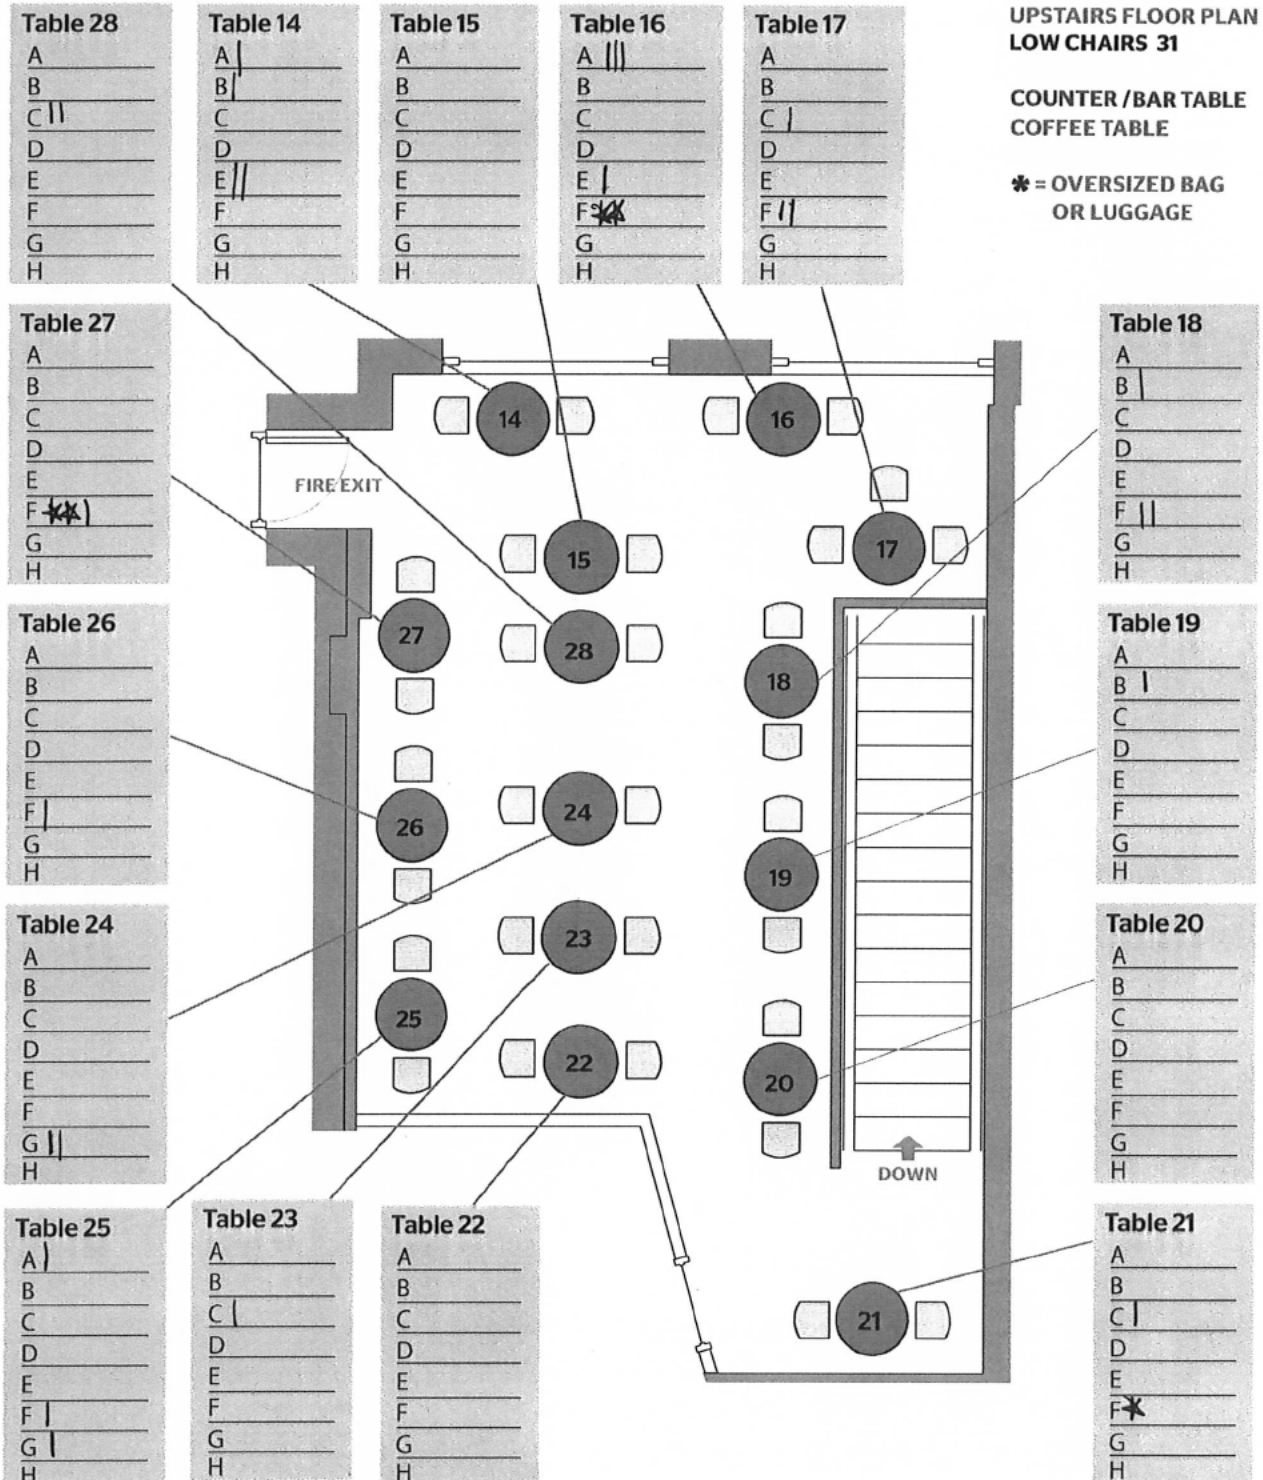 Table 28
A
B
C ||
D
E
F
G
H
Table 14
A |
B |
C
D
E ||
F
G
H
Table 15
A
B
C
D
E
F
G
H
Table 16
A |||
B
C
D
E |
F **
G
H
Table 17
A
B
C |
D
E
F ||
G
H
UPSTAIRS FLOOR PLAN
LOW CHAIRS 31
COUNTER / BAR TABLE
COFFEE TABLE
* = OVERSIZED BAG
OR LUGGAGE
Table 27
A
B
C
D
E
F ** |
G
H
Table 18
A
B |
C
D
E
F ||
G
H
14
16
FIRE EXIT
15
17
27
28
18
Table 26
A
B
C
D
E
F |
G
H
Table 19
A
B |
C
D
E
F
G
H
26
24
19
23
25
22
20
DOWN
21
Table 24
A
B
C
D
E
F
G ||
H
Table 20
A
B
C
D
E
F
G
H
Table 25
A |
B
C
D
E
F |
G |
H
Table 23
A
B
C |
D
E
F
G
H
Table 22
A
B
C
D
E
F
G
H
Table 21
A
B
C |
D
E
F *
G
H